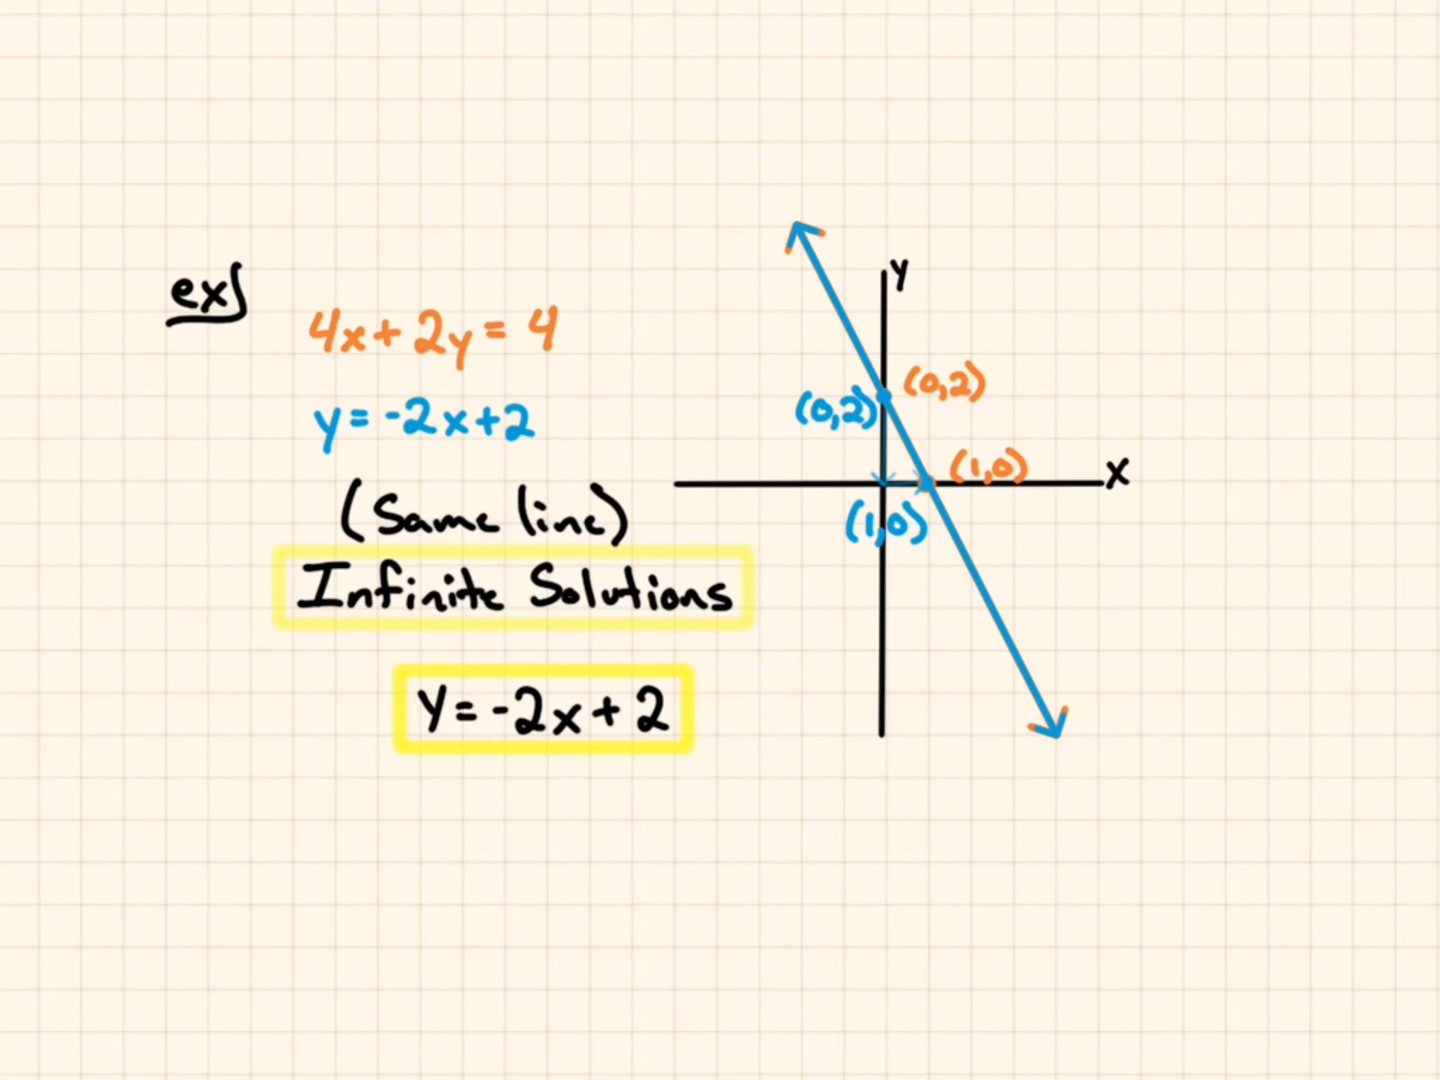 ex)
4x + 2y = 4
y = -2x + 2
(Same line)
Infinite Solutions
Y = -2x + 2
y
(0,2)
(0,2)
(1,0)
x
(1,0)